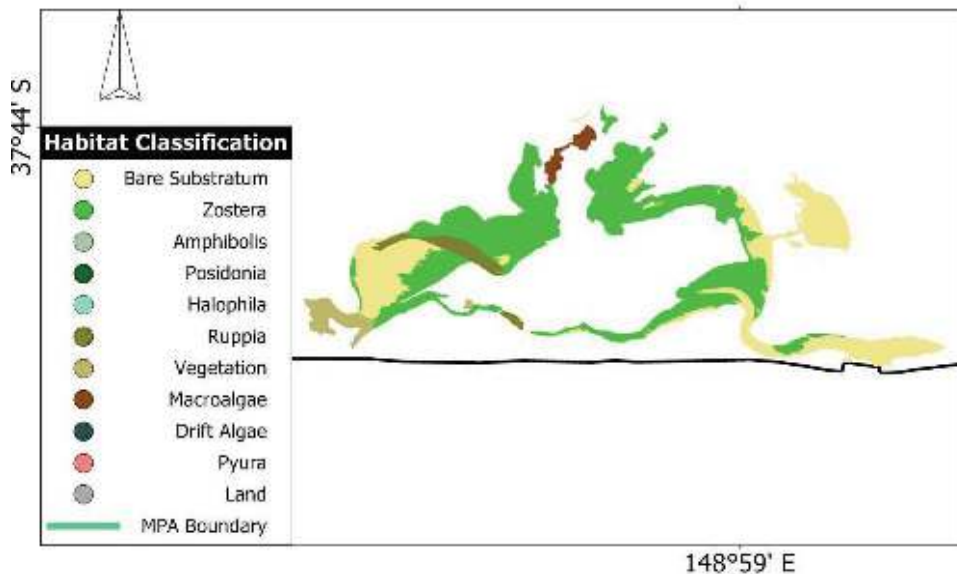 37°44' S
Habitat Classification
Bare Substratum
Zostera
Amphibolis
Posidonia
Halophila
Ruppia
Vegetation
Macroalgae
Drift Algae
Pyura
Land
MPA Boundary
148°59' E